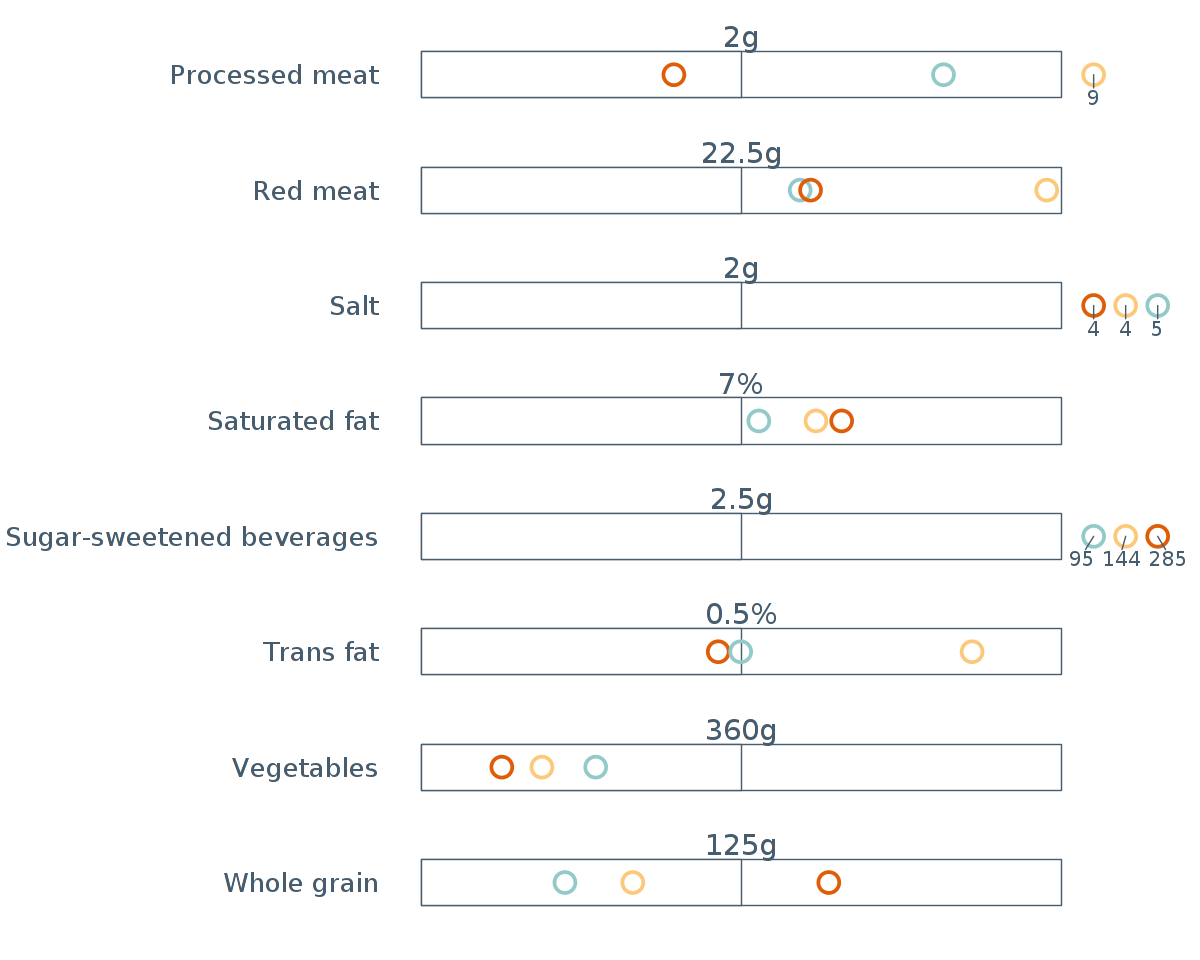 2g
Processed meat
9
22.5g
Red meat
2g
Salt
4 4 5
7%
Saturated fat
2.5g
Sugar-sweetened beverages
95 144 285
0.5%
Trans fat
360g
Vegetables
125g
Whole grain